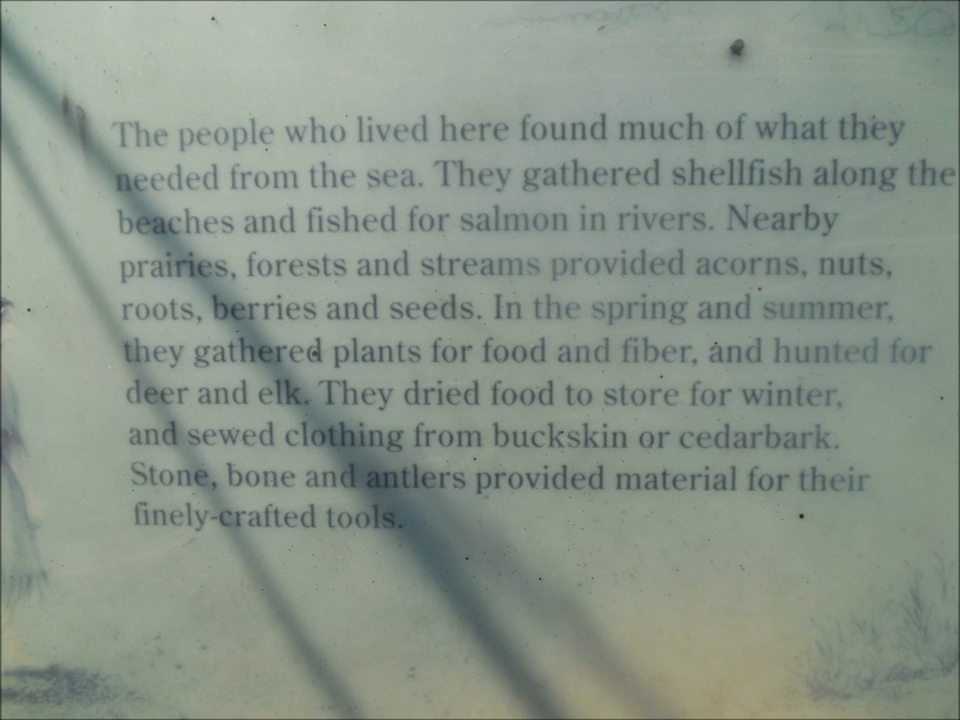 The people who lived here found much of what they
needed from the sea. They gathered shellfish along the
beaches and fished for salmon in rivers. Nearby
prairies, forests and streams provided acorns, nuts,
roots, berries and seeds. In the spring and summer,
they gathered plants for food and fiber, and hunted for
deer and elk. They dried food to store for winter,
and sewed clothing from buckskin or cedarbark.
Stone, bone and antlers provided material for their
finely-crafted tools.